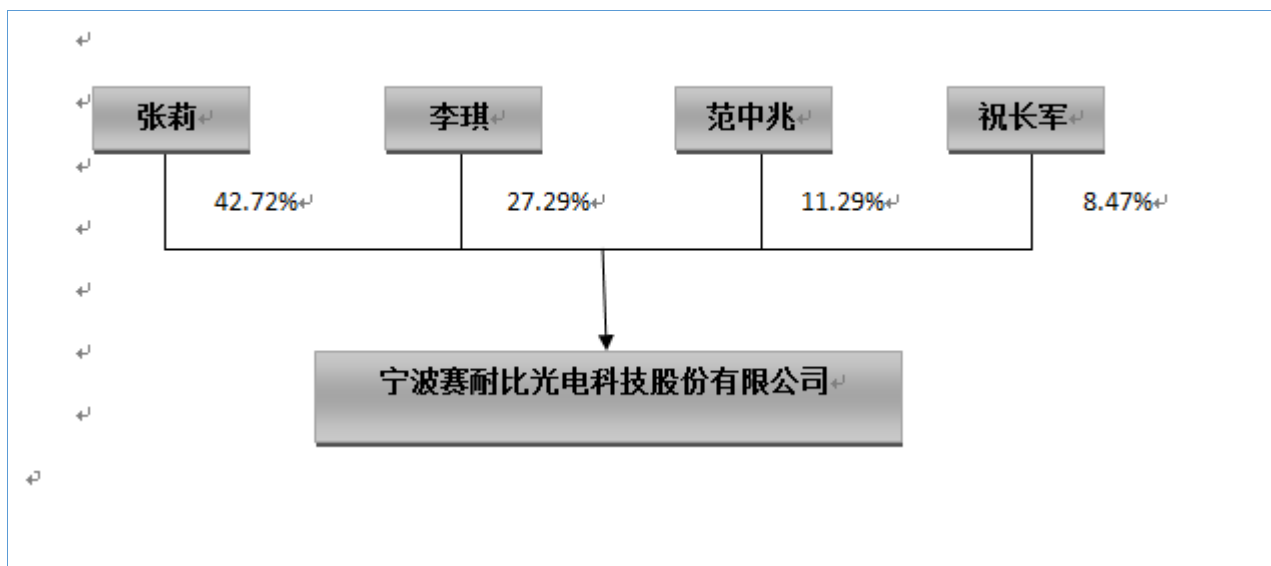 张莉
李琪
范中兆
祝长军
42.72%
27.29%
11.29%
8.47%
宁波赛耐比光电科技股份有限公司